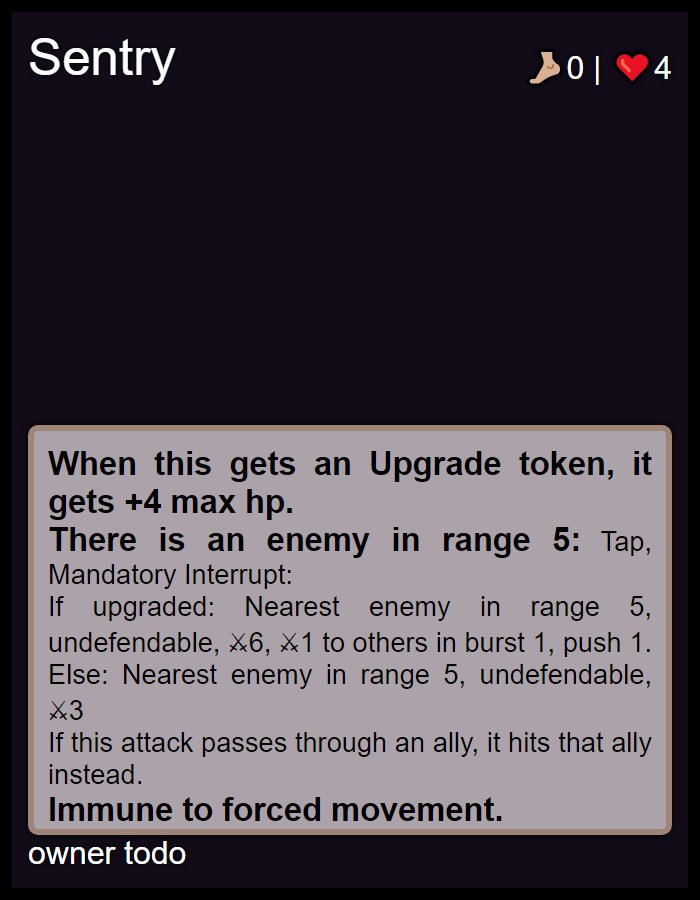 Sentry
🦶🏼0 | ❤️4
When this gets an Upgrade token, it
gets +4 max hp.
There is an enemy in range 5: Tap,
Mandatory Interrupt:
If upgraded: Nearest enemy in range 5,
undefendable, ⚔6, ⚔1 to others in burst 1, push 1.
Else: Nearest enemy in range 5, undefendable,
⚔3
If this attack passes through an ally, it hits that ally
instead.
Immune to forced movement.
owner todo